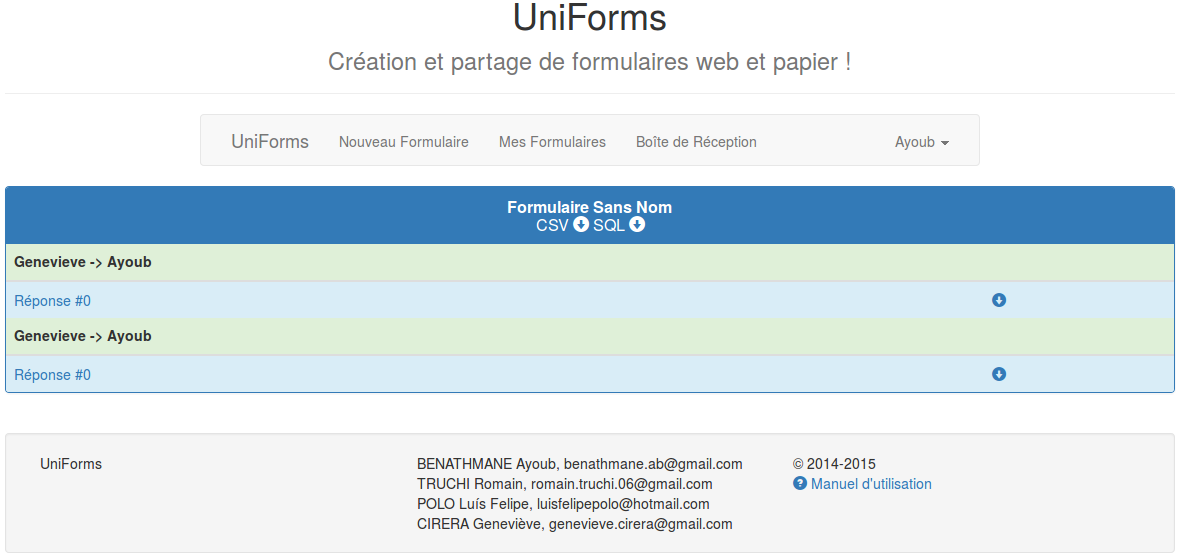 UniForms
Création et partage de formulaires web et papier !
UniForms Nouveau Formulaire Mes Formulaires Boîte de Réception Ayoub
Formulaire Sans Nom
CSV SQL
Genevieve -> Ayoub
Réponse #0
Genevieve -> Ayoub
Réponse #0
UniForms
BENATHMANE Ayoub, benathmane.ab@gmail.com
TRUCHI Romain, romain.truchi.06@gmail.com
POLO Luís Felipe, luisfelipepolo@hotmail.com
CIRERA Geneviève, genevieve.cirera@gmail.com
© 2014-2015
Manuel d'utilisation